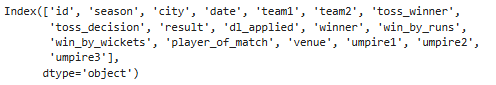 Index(['id', 'season', 'city', 'date', 'team1', 'team2', 'toss_winner',
'toss_decision', 'result', 'dl_applied', 'winner', 'win_by_runs',
'win_by_wickets', 'player_of_match', 'venue', 'umpire1', 'umpire2',
'umpire3'],
dtype='object')